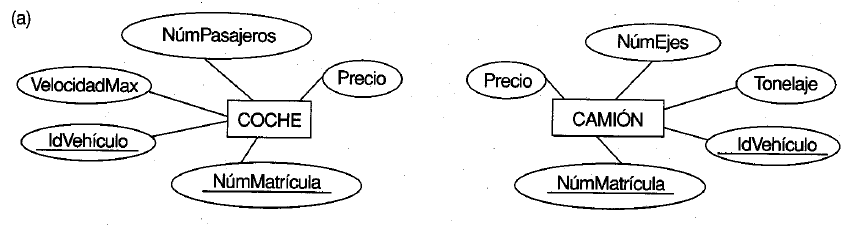 (a)
NúmPasajeros
NúmEjes
VelocidadMax
Precio
Precio
Tonelaje
COCHE
CAMIÓN
IdVehículo
IdVehículo
NúmMatrícula
NúmMatrícula